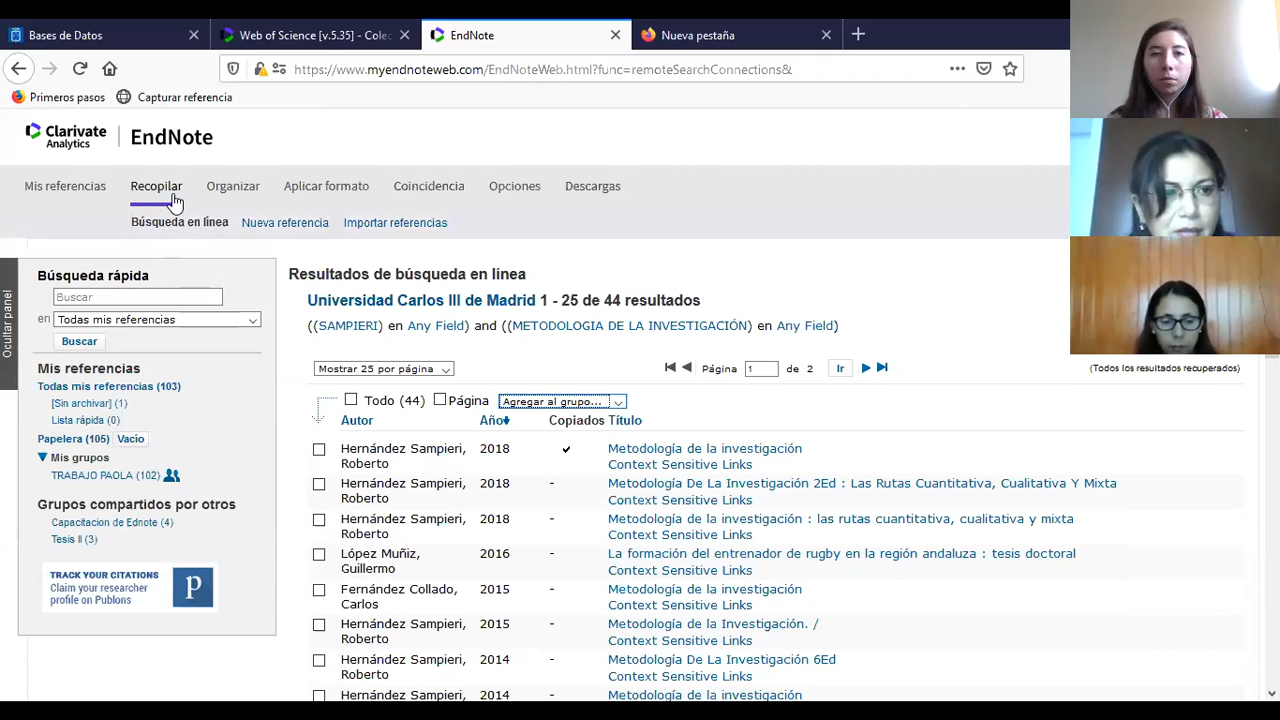 Bases de Datos
Web of Science [v.5.35] - Colec
EndNote
Nueva pestaña
https://www.myendnoteweb.com/EndNoteWeb.html?func=remoteSearchConnections&
Primeros pasos
Capturar referencia
Clarivate
Analytics
EndNote
Mis referencias
Recopilar
Organizar
Aplicar formato
Coincidencia
Opciones
Descargas
Búsqueda en línea
Nueva referencia
Importar referencias
Ocultar panel
Búsqueda rápida
Buscar
en Todas mis referencias
Buscar
Mis referencias
Todas mis referencias (103)
[Sin archivar] (1)
Lista rápida (0)
Papelera (105) Vacío
Mis grupos
TRABAJO PAOLA (102)
Grupos compartidos por otros
Capacitacion de Ednote (4)
Tesis II (3)
TRACK YOUR CITATIONS
Claim your researcher
profile on Publons
p
Resultados de búsqueda en línea
Universidad Carlos III de Madrid 1 - 25 de 44 resultados
((SAMPIERI) en Any Field) and ((METODOLOGIA DE LA INVESTIGACIÓN) en Any Field)
Mostrar 25 por página
Página 1 de 2 Ir
(Todos los resultados recuperados)
Todo (44) Página Agregar al grupo...
Autor Año Copiados Título
Hernández Sampieri, 2018 Metodología de la investigación
Roberto Context Sensitive Links
Hernández Sampieri, 2018 - Metodología De La Investigación 2Ed : Las Rutas Cuantitativa, Cualitativa Y Mixta
Roberto Context Sensitive Links
Hernández Sampieri, 2018 - Metodología de la investigación : las rutas cuantitativa, cualitativa y mixta
Roberto Context Sensitive Links
López Muñiz, 2016 - La formación del entrenador de rugby en la región andaluza : tesis doctoral
Guillermo Context Sensitive Links
Fernández Collado, 2015 - Metodología de la investigación
Carlos Context Sensitive Links
Hernández Sampieri, 2015 - Metodología de la Investigación. /
Roberto Context Sensitive Links
Hernández Sampieri, 2014 - Metodología De La Investigación 6Ed
Roberto Context Sensitive Links
Hernández Sampieri, 2014 - Metodología de la investigación